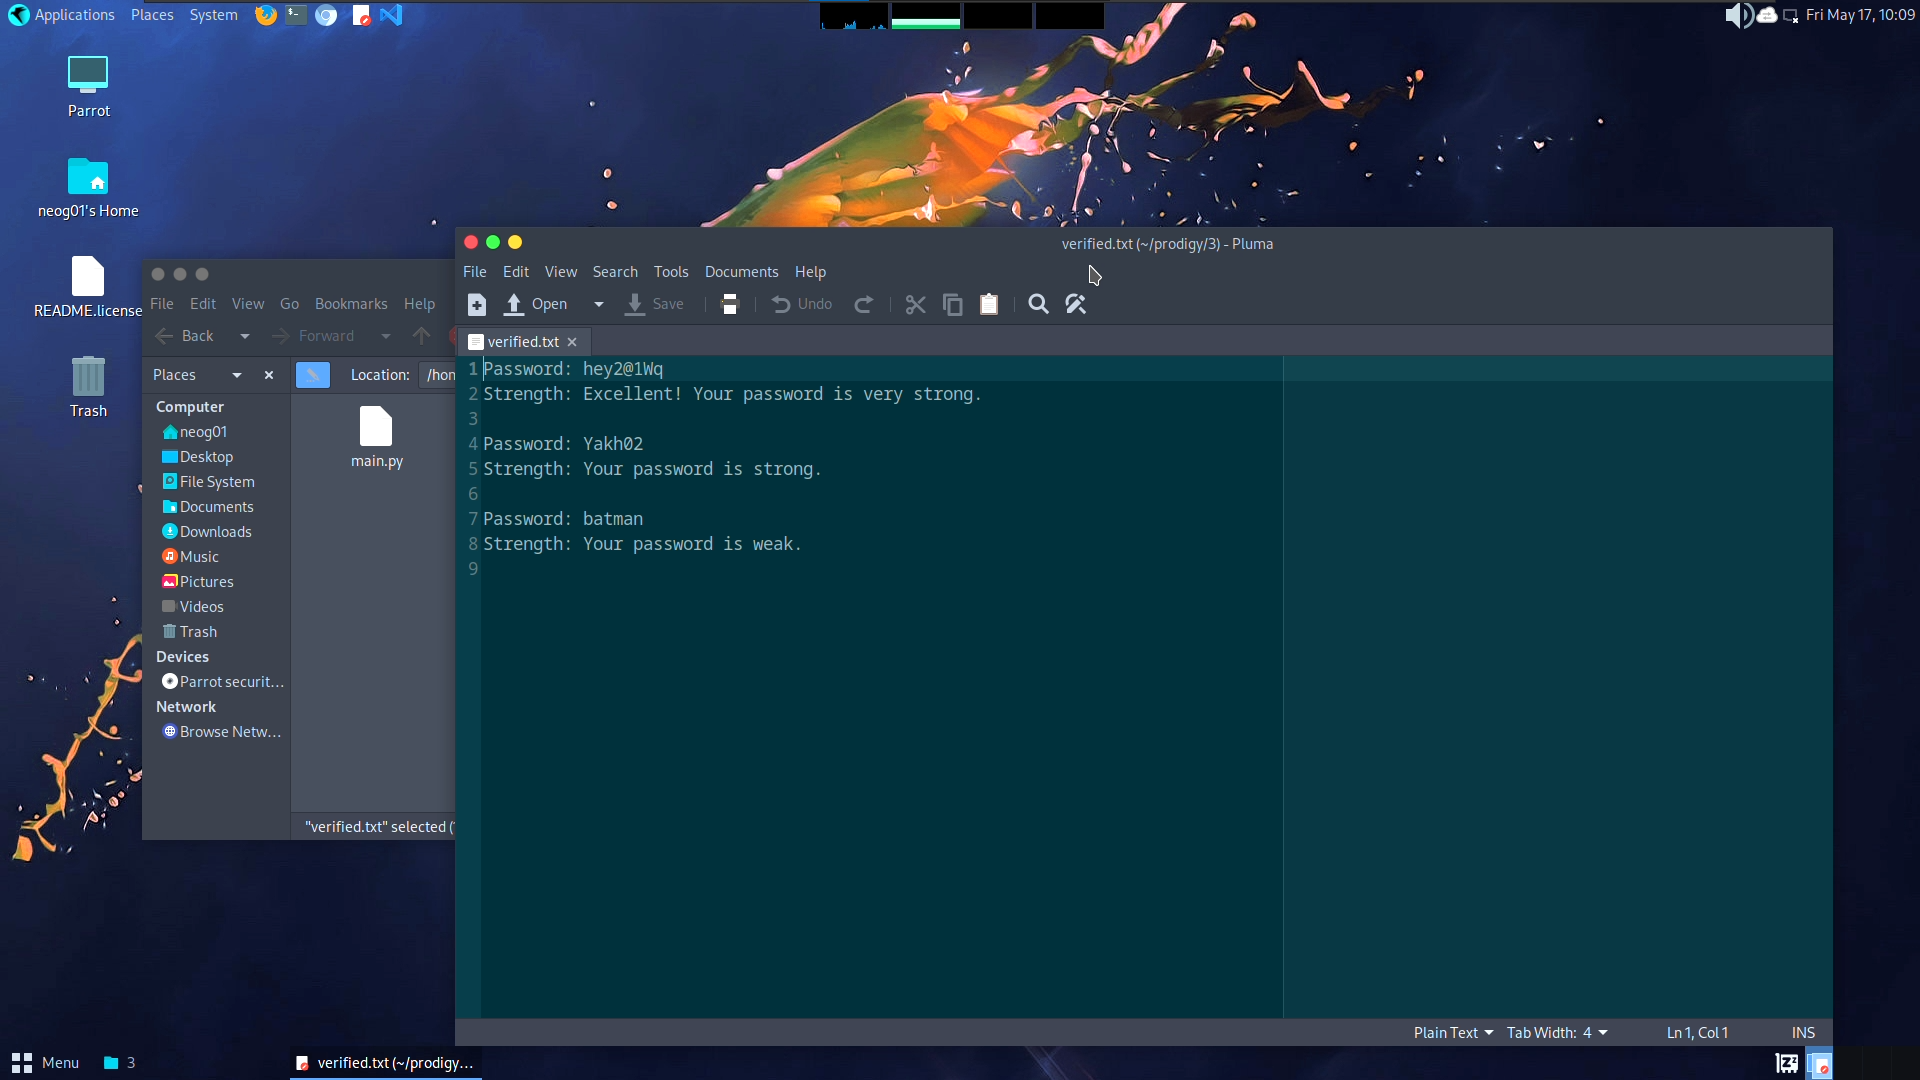 Applications Places System
Fri May 17, 10:09
Parrot
neog01's Home
README.license
Trash
File Edit View Go Bookmarks Help
Back Forward
Places
Location: /hon
Computer
neog01
Desktop
File System
Documents
Downloads
Music
Pictures
Videos
Trash
Devices
Parrot securit...
Network
Browse Netw...
main.py
"verified.txt" selected (
verified.txt (~/prodigy/3) - Pluma
File Edit View Search Tools Documents Help
Open Save Undo
verified.txt
1 Password: hey2@1Wq
2 Strength: Excellent! Your password is very strong.
3
4 Password: Yakh02
5 Strength: Your password is strong.
6
7 Password: batman
8 Strength: Your password is weak.
9
Plain Text Tab Width: 4 Ln 1, Col 1 INS
Menu 3 verified.txt (~/prodigy...